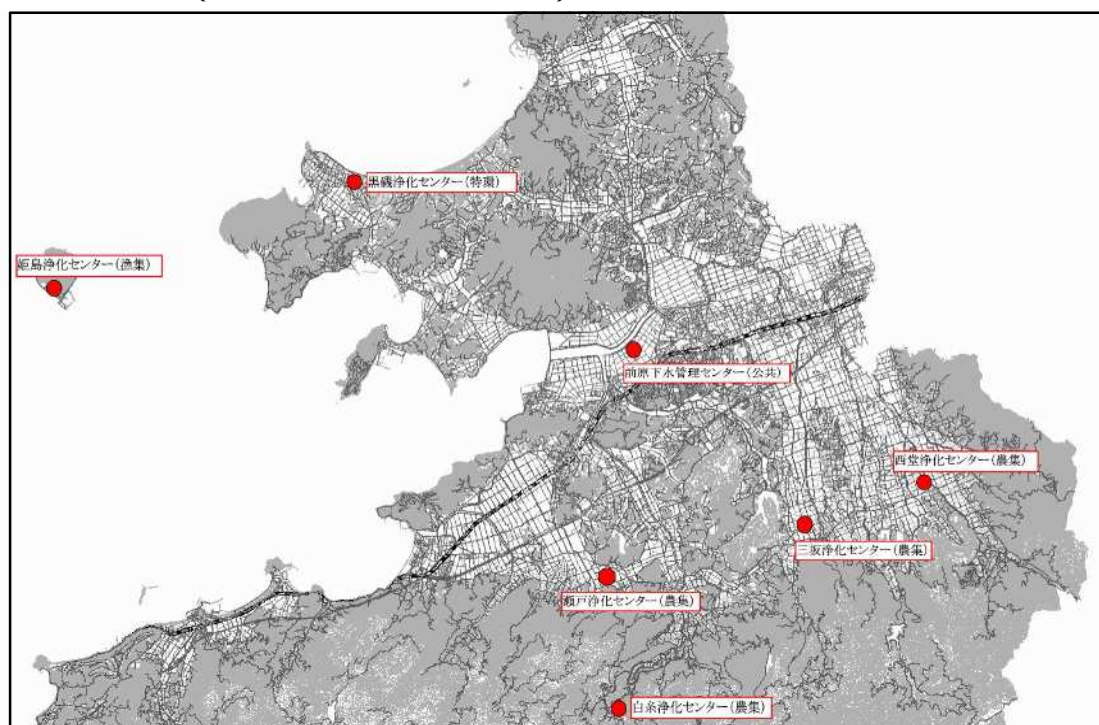 黒磯浄化センター(特環)
姫島浄化センター(漁集)
前原下水管理センター(公共)
西堂浄化センター(農集)
三坂浄化センター(農集)
瀬戸浄化センター(農集)
白糸浄化センター(農集)